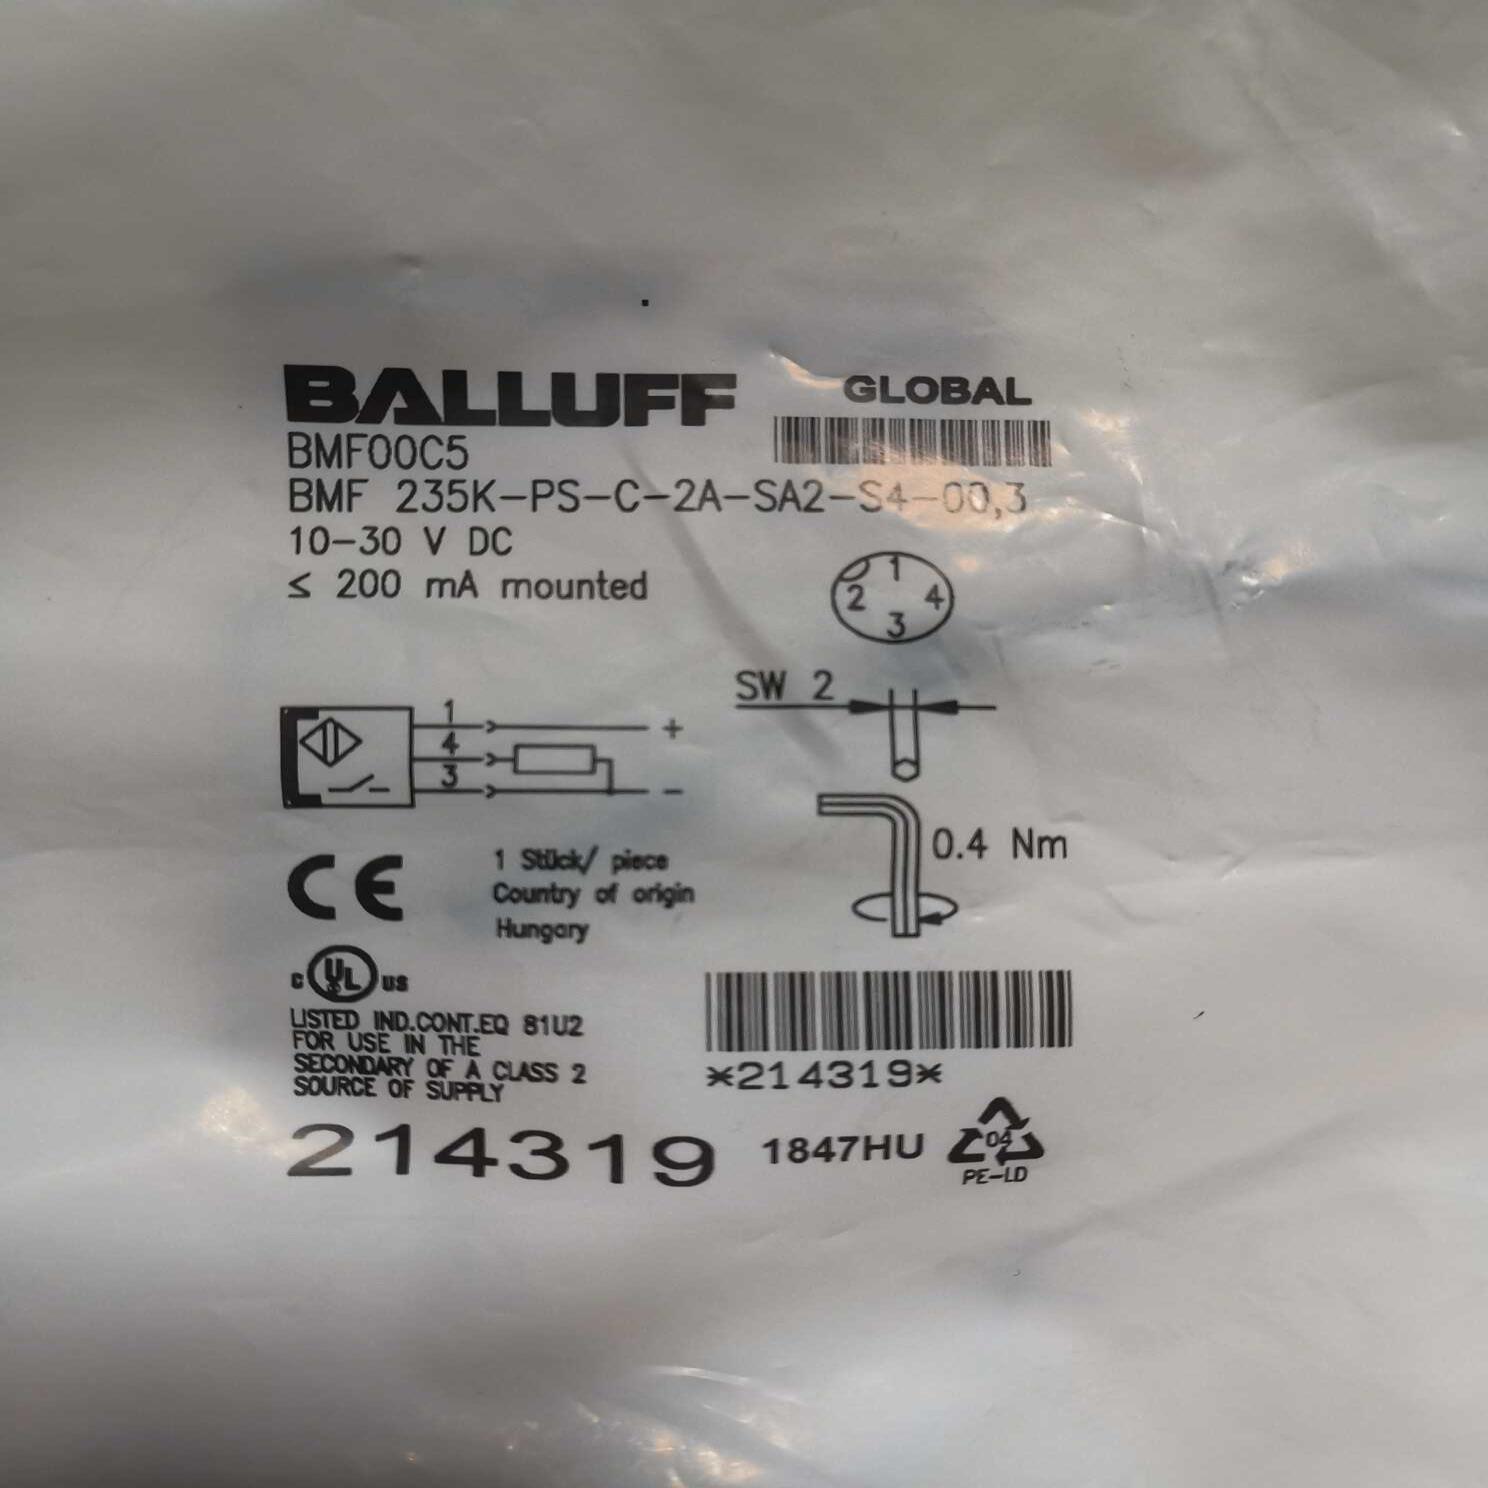 BALLUFF
GLOBAL
BMF00C5
BMF 235K-PS-C-2A-SA2-S4-00,3
10-30 V DC
≤ 200 mA mounted
1
2
4
3
SW 2
1
+
4
3
-
0.4 Nm
CE
1 Stück/ piece
Country of origin
Hungary
C UL US
LISTED IND.CONT.EQ 81U2
FOR USE IN THE
SECONDARY OF A CLASS 2
SOURCE OF SUPPLY
*214319*
214319
1847HU
04
PE-LD